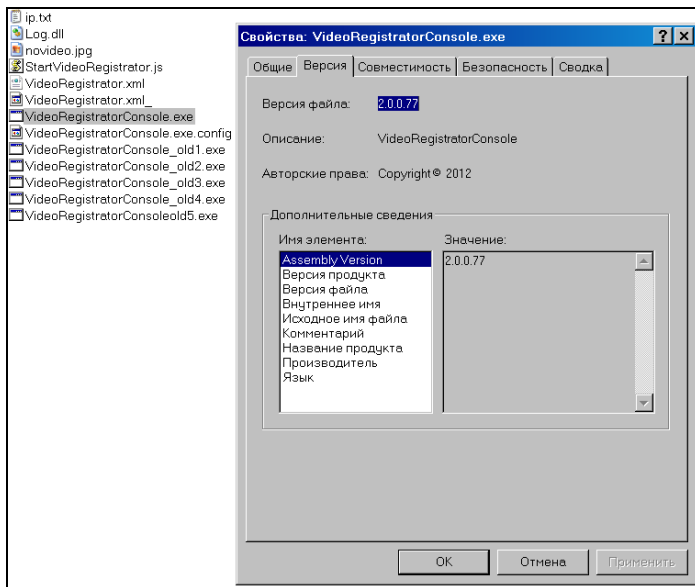 ip.txt
Log.dll
novideo.jpg
StartVideoRegistrator.js
VideoRegistrator.xml
VideoRegistrator.xml_
VideoRegistratorConsole.exe
VideoRegistratorConsole.exe.config
VideoRegistratorConsole_old1.exe
VideoRegistratorConsole_old2.exe
VideoRegistratorConsole_old3.exe
VideoRegistratorConsole_old4.exe
VideoRegistratorConsoleold5.exe
Свойства: VideoRegistratorConsole.exe
Общие Версия Совместимость Безопасность Сводка
Версия файла: 2.0.0.77
Описание: VideoRegistratorConsole
Авторские права: Copyright © 2012
Дополнительные сведения
Имя элемента: Значение:
Assembly Version 2.0.0.77
Версия продукта
Версия файла
Внутреннее имя
Исходное имя файла
Комментарий
Название продукта
Производитель
Язык
OK Отмена Применить